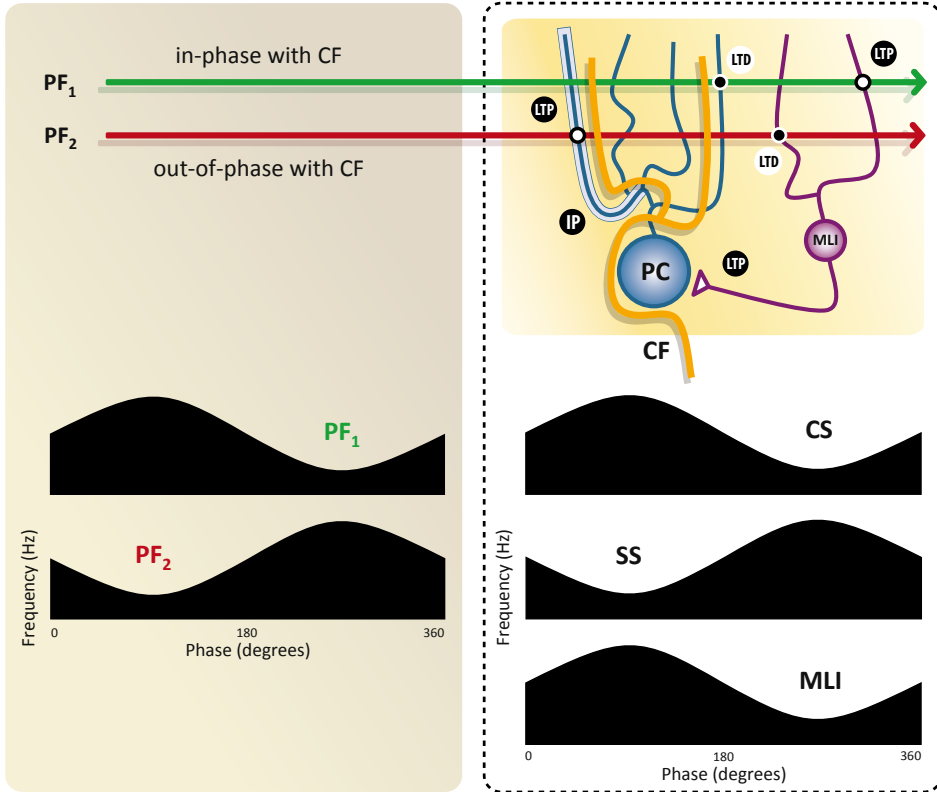 in-phase with CF
PF1
PF2
out-of-phase with CF
LTP
LTD
LTP
LTD
IP
PC
LTP
MLI
CF
PF1
PF2
Frequency (Hz)
0 180 360
Phase (degrees)
CS
SS
MLI
Frequency (Hz)
0 180 360
Phase (degrees)